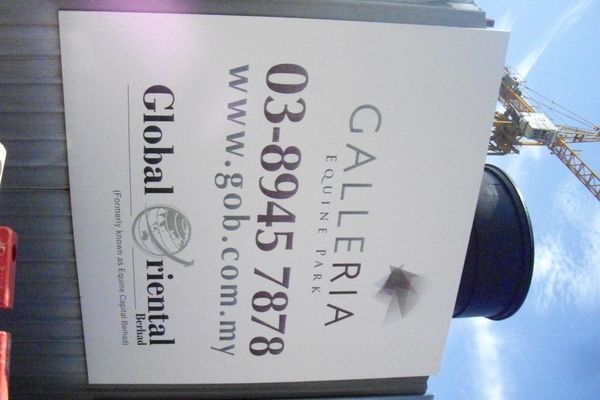 GALLERIA
EQUINE PARK
03-8945 7878
www.gob.com.my
Global Oriental
Berhad
(Formerly known as Equine Capital Berhad)